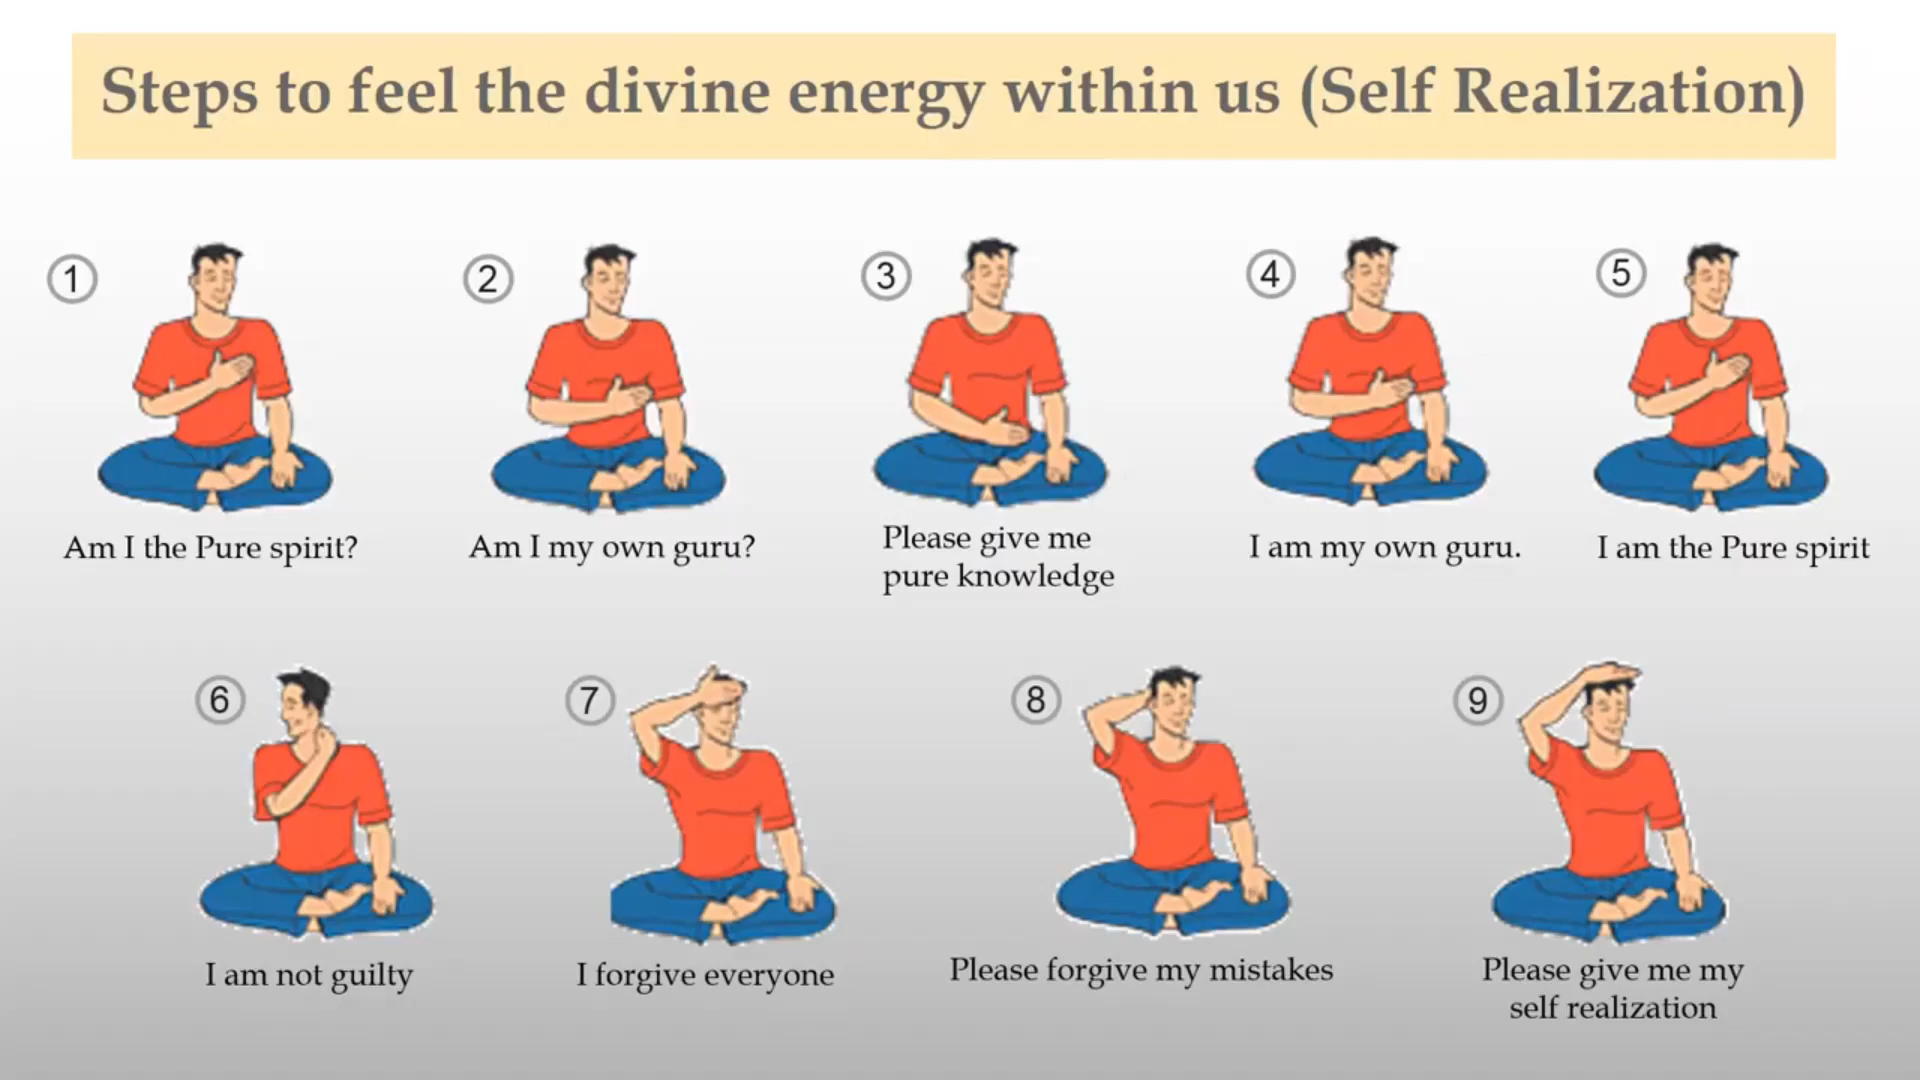 Steps to feel the divine energy within us (Self Realization)
1
Am I the Pure spirit?
2
Am I my own guru?
3
Please give me
pure knowledge
4
I am my own guru.
5
I am the Pure spirit
6
I am not guilty
7
I forgive everyone
8
Please forgive my mistakes
9
Please give me my
self realization